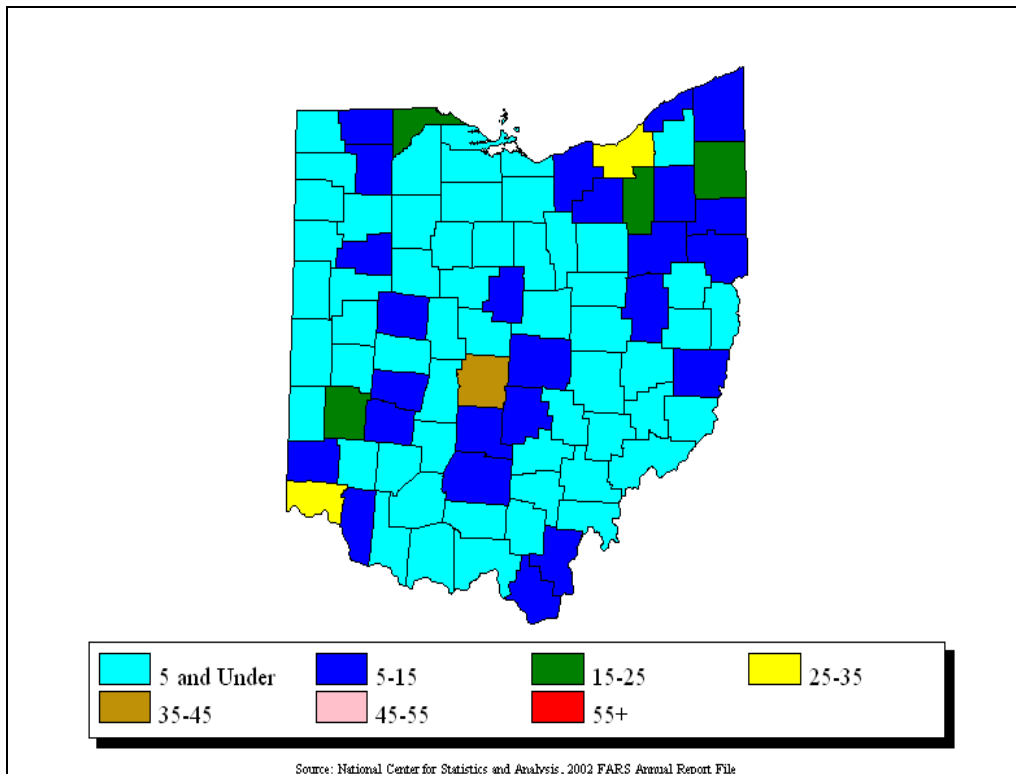 5 and Under 5-15 15-25 25-35
35-45 45-55 55+
Source: National Center for Statistics and Analysis, 2002 FARS Annual Report File